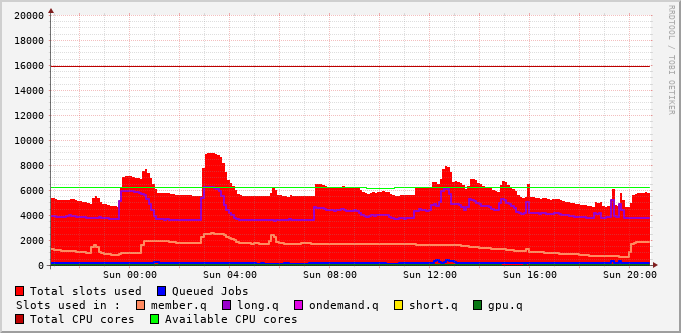 20000
18000
16000
14000
12000
10000
8000
6000
4000
2000
0
Sun 00:00 Sun 04:00 Sun 08:00 Sun 12:00 Sun 16:00 Sun 20:00
Total slots used Queued Jobs
Slots used in : member.q long.q ondemand.q short.q gpu.q
Total CPU cores Available CPU cores
RRDTOOL / TOBI OETIKER